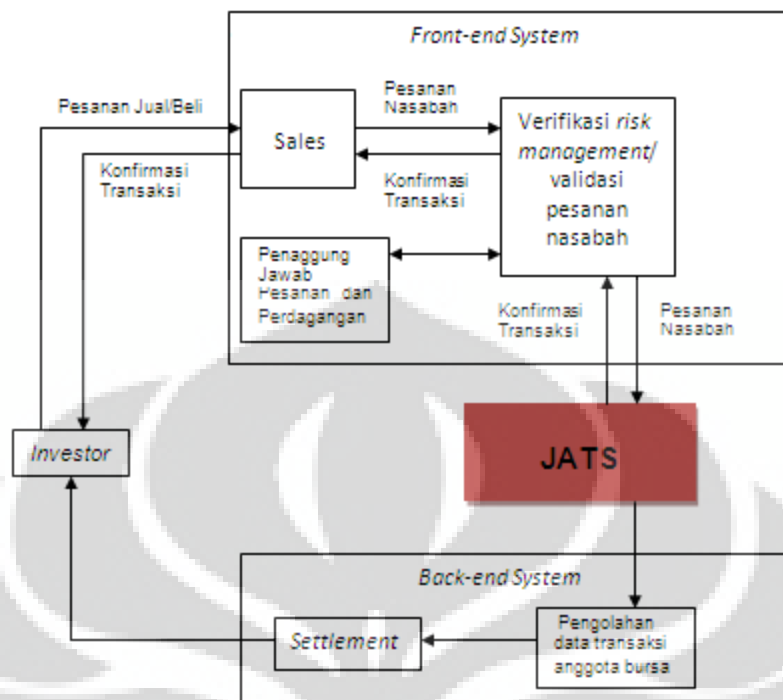 Front-end System
Pesanan Jual/Beli
Pesanan
Nasabah
Sales
Verifikasi risk
management/
validasi
pesanan
nasabah
Konfirmasi
Transaksi
Konfirmasi
Transaksi
Penaggung
Jawab
Pesanan dan
Perdagangan
Konfirmasi
Transaksi
Pesanan
Nasabah
Investor
JATS
Back-end System
Settlement
Pengolahan
data transaksi
anggota bursa